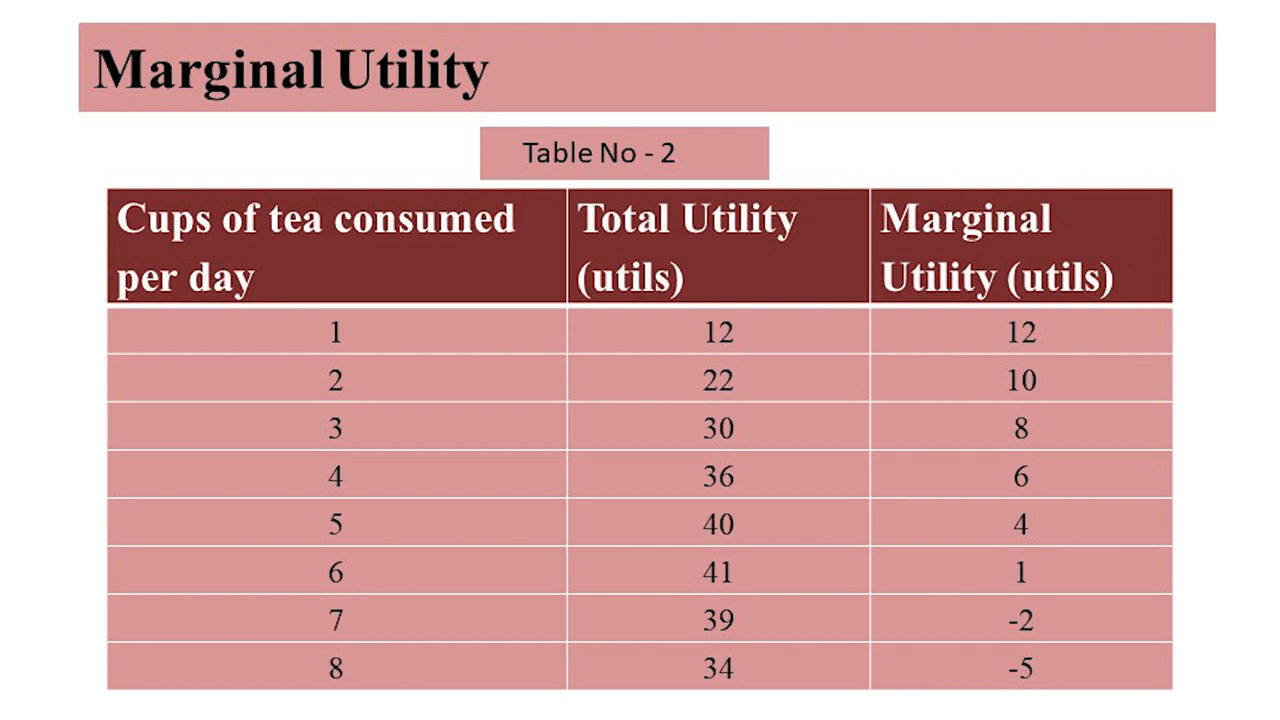 Marginal Utility
Table No - 2
Cups of tea consumed per day | Total Utility (utils) | Marginal Utility (utils)
1 | 12 | 12
2 | 22 | 10
3 | 30 | 8
4 | 36 | 6
5 | 40 | 4
6 | 41 | 1
7 | 39 | -2
8 | 34 | -5